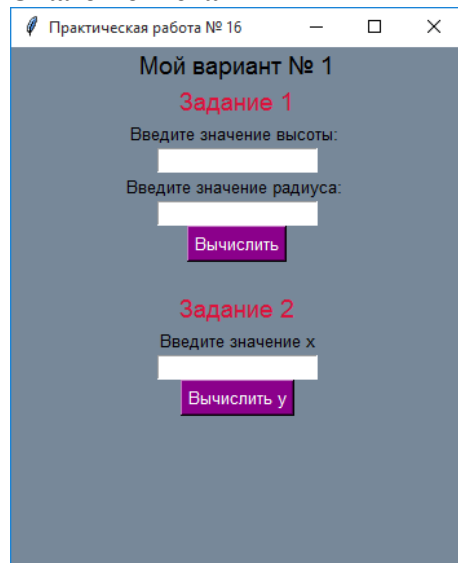 Практическая работа № 16
Мой вариант № 1
Задание 1
Введите значение высоты:
Введите значение радиуса:
Вычислить
Задание 2
Введите значение x
Вычислить y